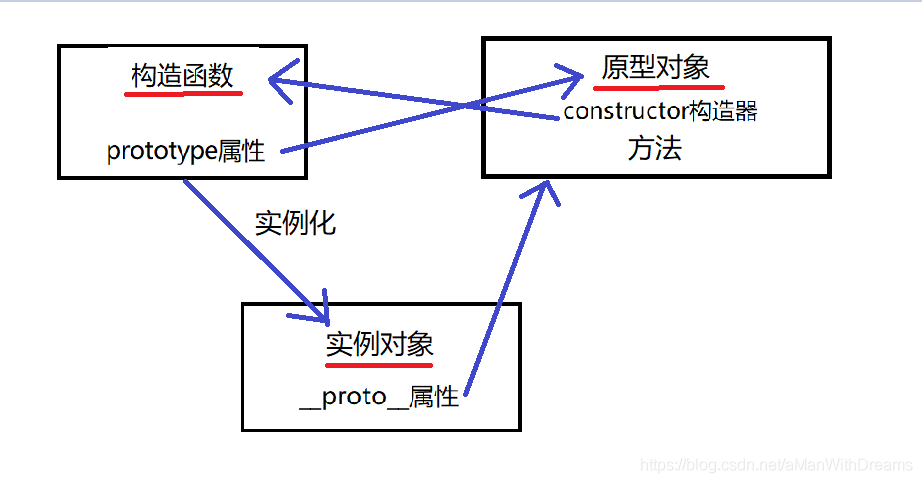 构造函数
prototype属性
原型对象
constructor构造器
方法
实例化
实例对象
__proto__属性
https://blog.csdn.net/aManWithDreams